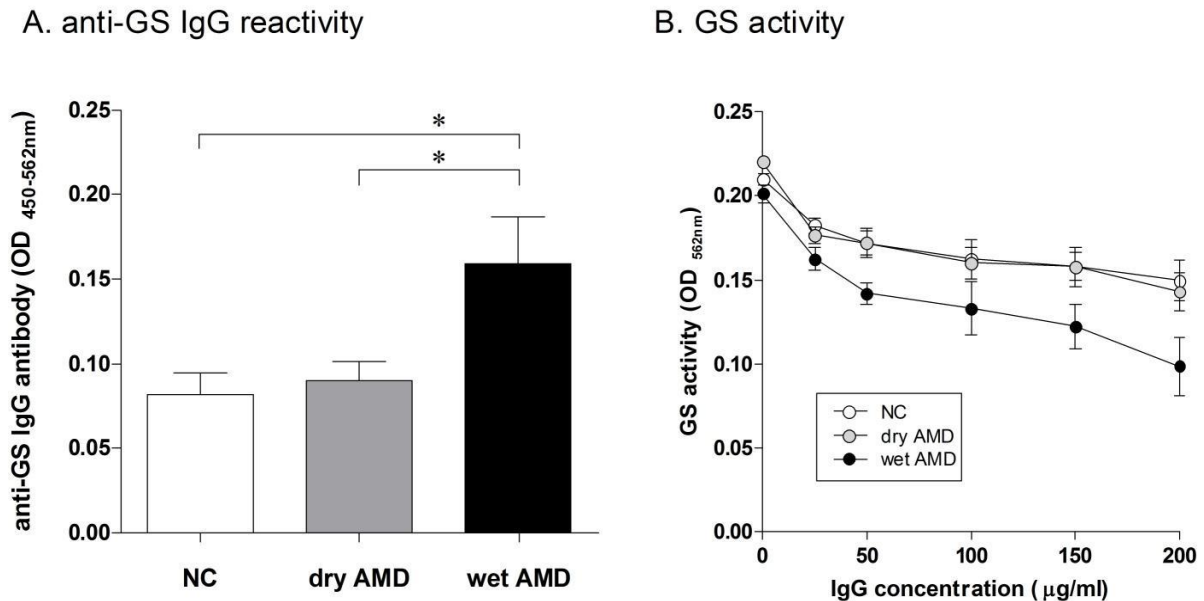 A. anti-GS IgG reactivity
anti-GS IgG antibody (OD 450-562nm)
0.25
0.20
0.15
0.10
0.05
0.00
*
*
NC
dry AMD
wet AMD
B. GS activity
GS activity (OD 562nm)
0.25
0.20
0.15
0.10
0.05
0.00
NC
dry AMD
wet AMD
0
50
100
150
200
IgG concentration ( μg/ml)